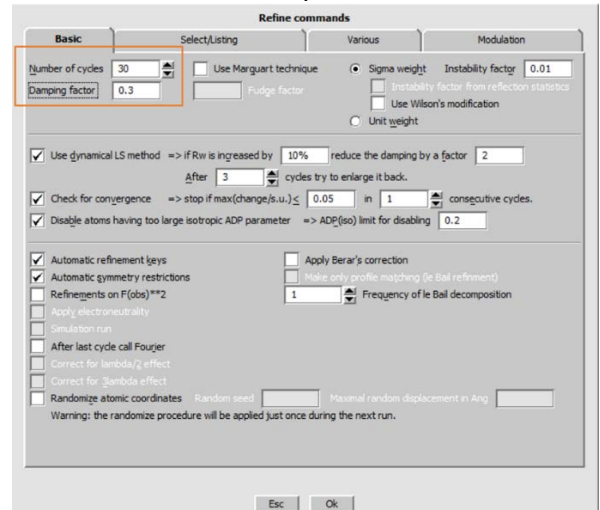 Refine commands
Basic Select/Listing Various Modulation
Number of cycles 30 Use Marquart technique Sigma weight Instability factor 0.01
Damping factor 0.3 Fudge factor Instability factor from reflection statistics
Use Wilson's modification
Unit weight
Use dynamical LS method => if Rw is increased by 10% reduce the damping by a factor 2
After 3 cycles try to enlarge it back.
Check for convergence => stop if max(change/s.u.)≤ 0.05 in 1 consecutive cycles.
Disable atoms having too large isotropic ADP parameter => ADP(iso) limit for disabling 0.2
Automatic refinement keys Apply Berar's correction
Automatic symmetry restrictions Make only profile matching (le Bail refinment)
Refinements on F(obs)**2 1 Frequency of le Bail decomposition
Apply electroneutrality
Simulation run
After last cycle call Fourier
Correct for lambda/2 effect
Correct for 3lambda effect
Randomize atomic coordinates Random seed Maximal random displacement in Ang
Warning: the randomize procedure will be applied just once during the next run.
Esc Ok